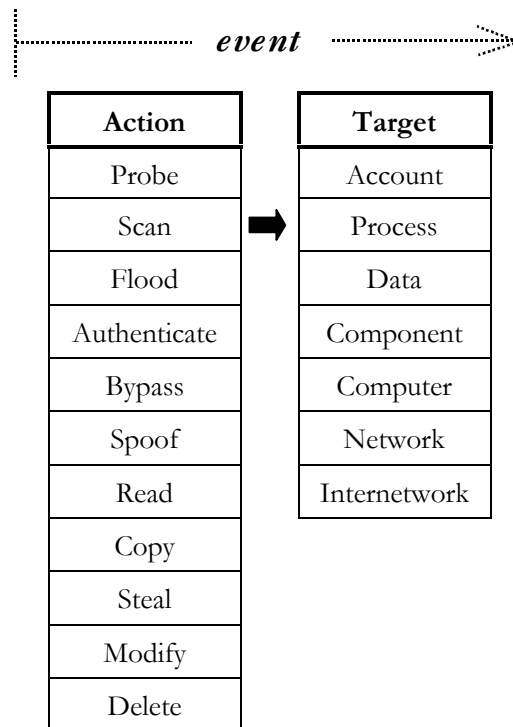 event
Action
Probe
Scan
Flood
Authenticate
Bypass
Spoof
Read
Copy
Steal
Modify
Delete
Target
Account
Process
Data
Component
Computer
Network
Internetwork